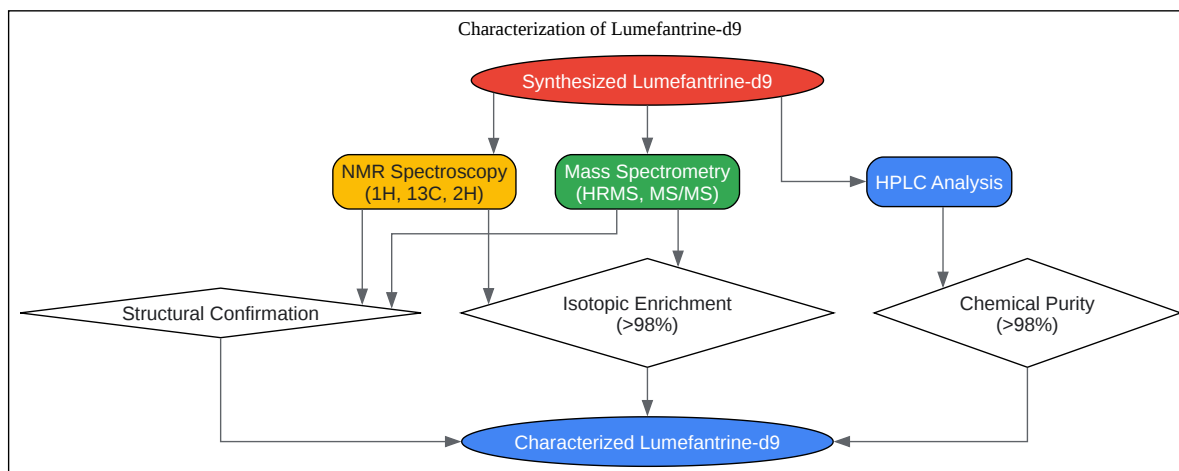 Characterization of Lumefantrine-d9
Synthesized Lumefantrine-d9
NMR Spectroscopy
(1H, 13C, 2H)
Mass Spectrometry
(HRMS, MS/MS)
HPLC Analysis
Structural Confirmation
Isotopic Enrichment
(>98%)
Chemical Purity
(>98%)
Characterized Lumefantrine-d9